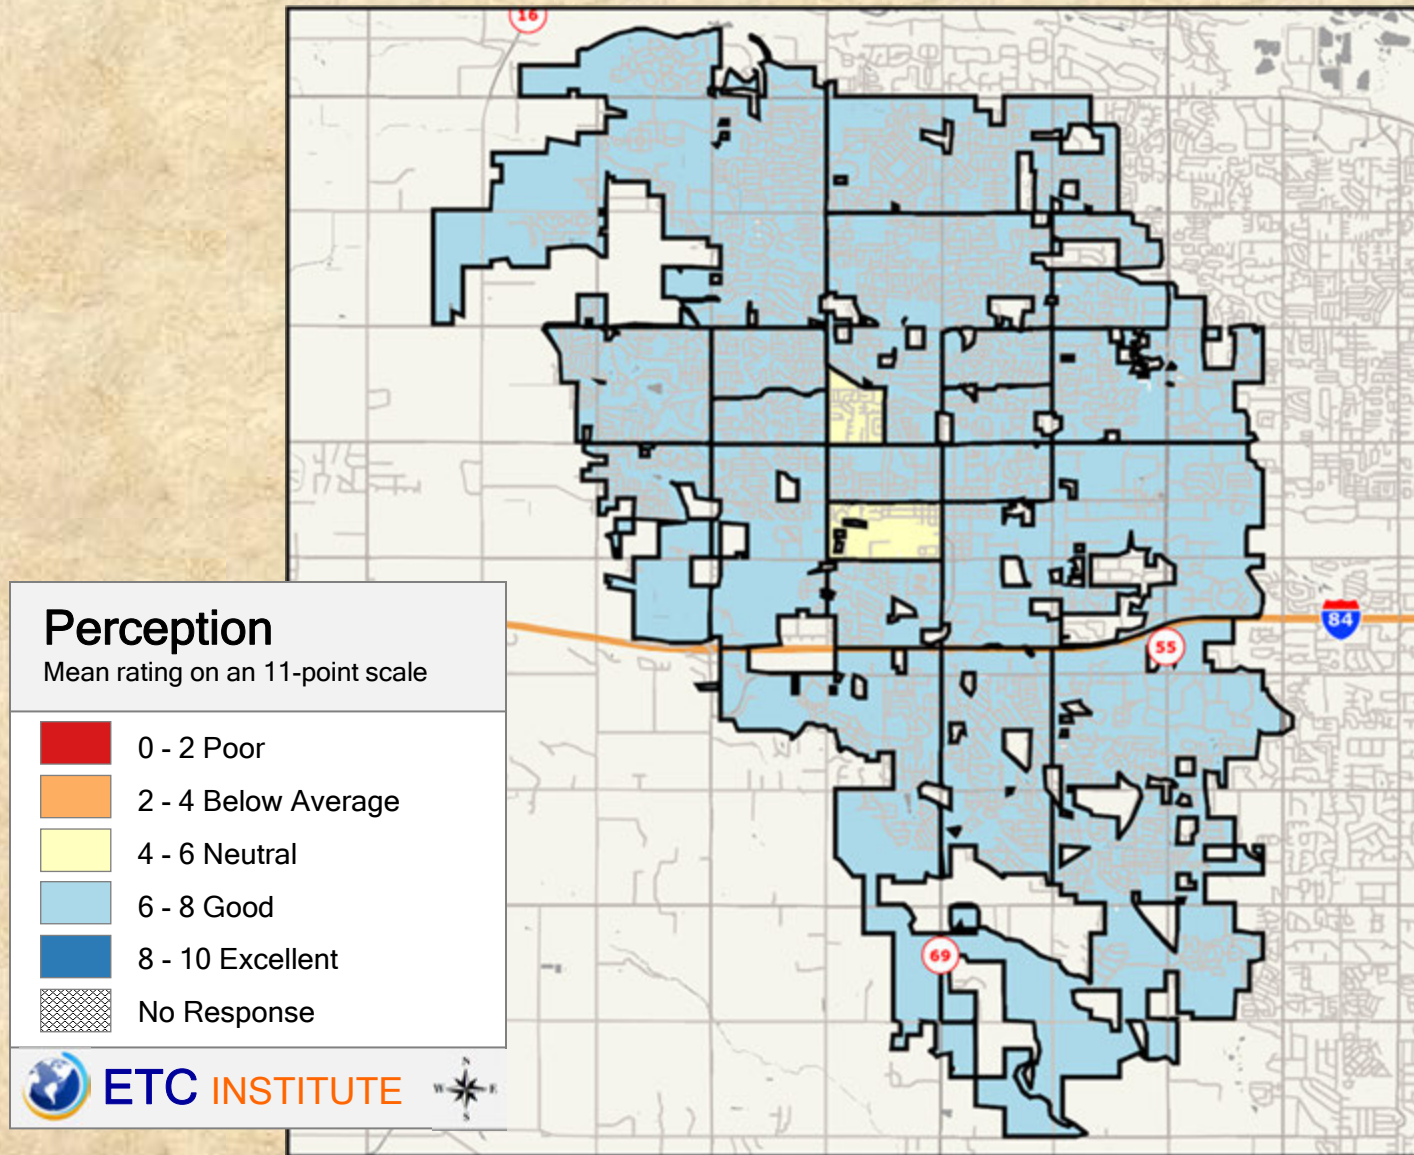 16
84
55
69
Perception
Mean rating on an 11-point scale
0 - 2 Poor
2 - 4 Below Average
4 - 6 Neutral
6 - 8 Good
8 - 10 Excellent
No Response
ETC INSTITUTE
N
W E
S